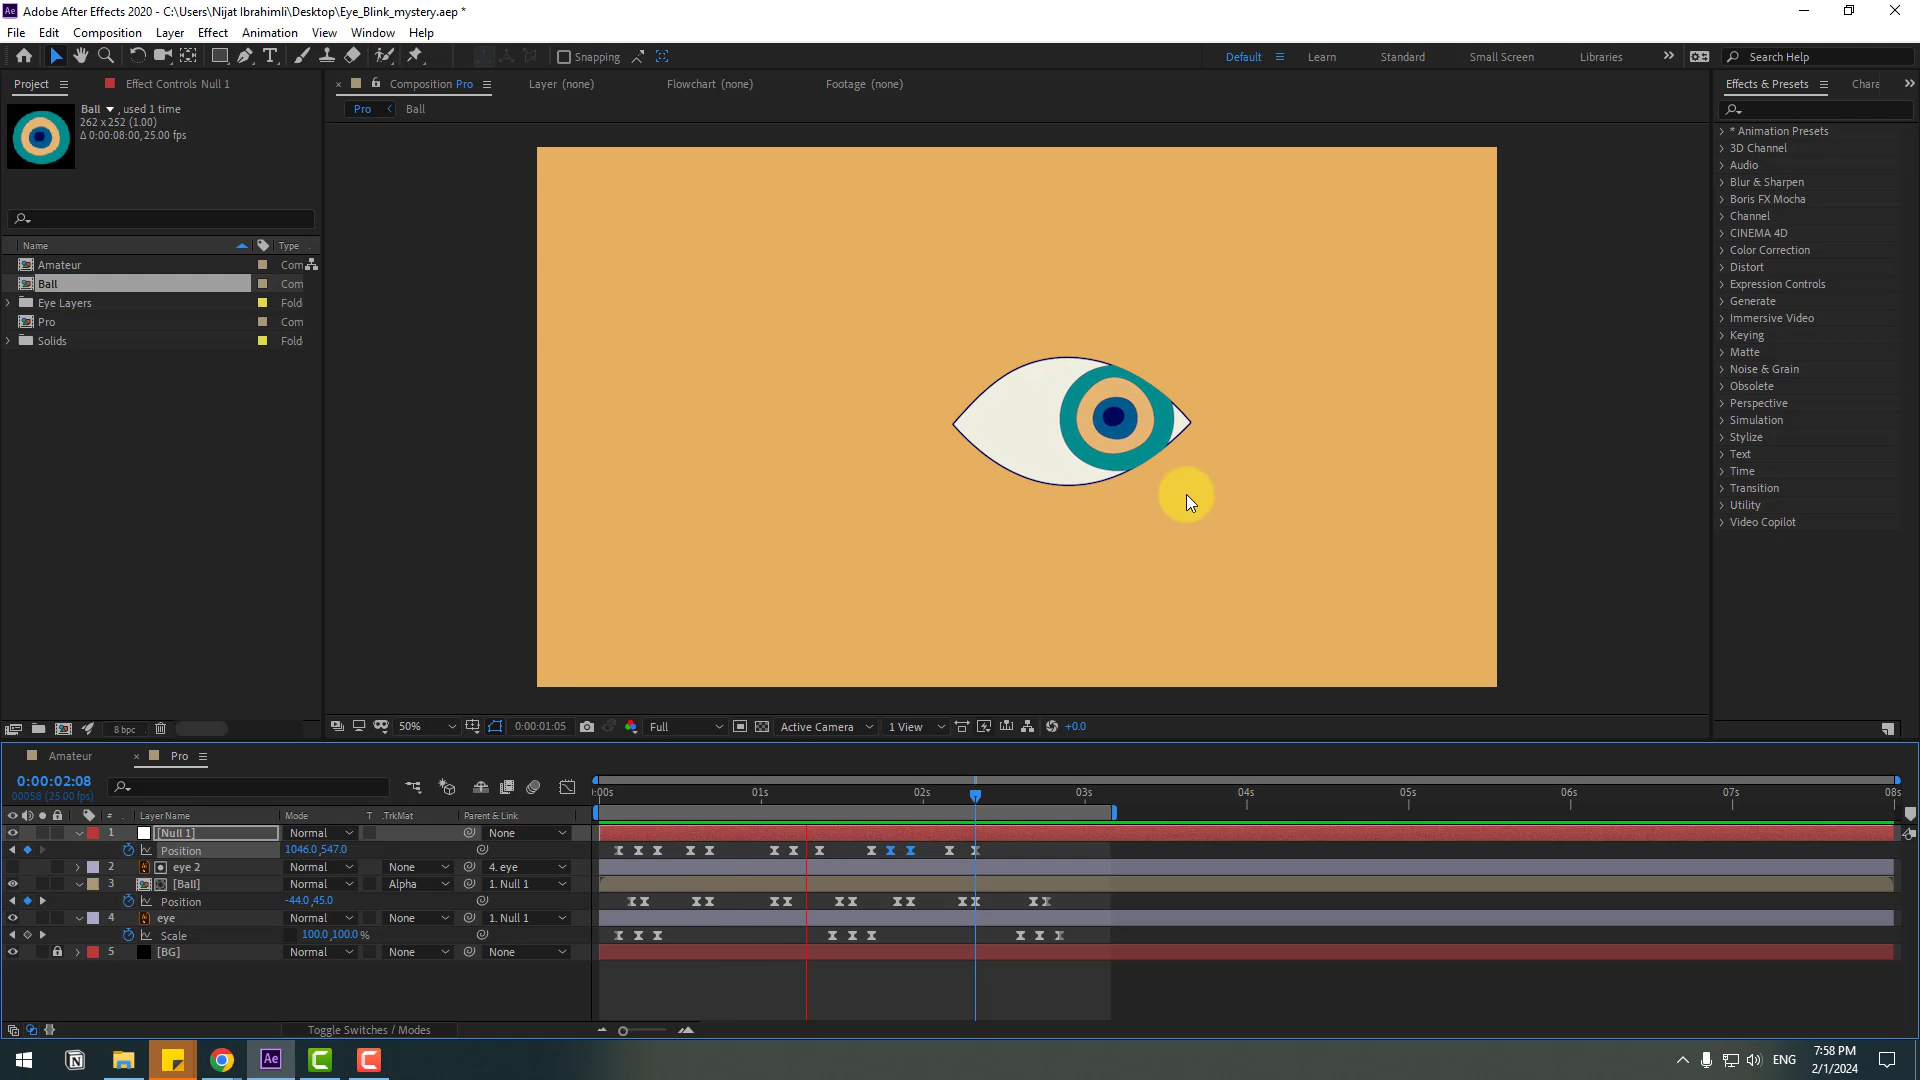 Adobe After Effects 2020 - C:\Users\Nijat Ibrahimli\Desktop\Eye_Blink_mystery.aep *
File Edit Composition Layer Effect Animation View Window Help
Snapping
Default Learn Standard Small Screen Libraries Search Help
Project Effect Controls Null 1
Composition Pro Layer (none) Flowchart (none) Footage (none)
Effects & Presets Chara
Pro Ball
Ball , used 1 time
262 x 252 (1.00)
Δ 0:00:08:00, 25.00 fps
* Animation Presets
3D Channel
Audio
Blur & Sharpen
Boris FX Mocha
Channel
CINEMA 4D
Color Correction
Distort
Expression Controls
Generate
Immersive Video
Keying
Matte
Noise & Grain
Obsolete
Perspective
Simulation
Stylize
Text
Time
Transition
Utility
Video Copilot
Name Type
Amateur Com
Ball Com
Eye Layers Fold
Pro Com
Solids Fold
8 bpc
50% 0:00:01:05 Full Active Camera 1 View +0.0
Amateur Pro
0:00:02:08
00058 (25.00 fps)
:00s 01s 02s 03s 04s 05s 06s 07s 08s
# Layer Name Mode T .TrkMat Parent & Link
1 [Null 1] Normal None
Position 1046.0,547.0
2 eye 2 Normal None 4. eye
3 [Ball] Normal Alpha 1. Null 1
Position -44.0,45.0
4 eye Normal None 1. Null 1
Scale 100.0,100.0 %
5 [BG] Normal None None
Toggle Switches / Modes
ENG
7:58 PM
2/1/2024